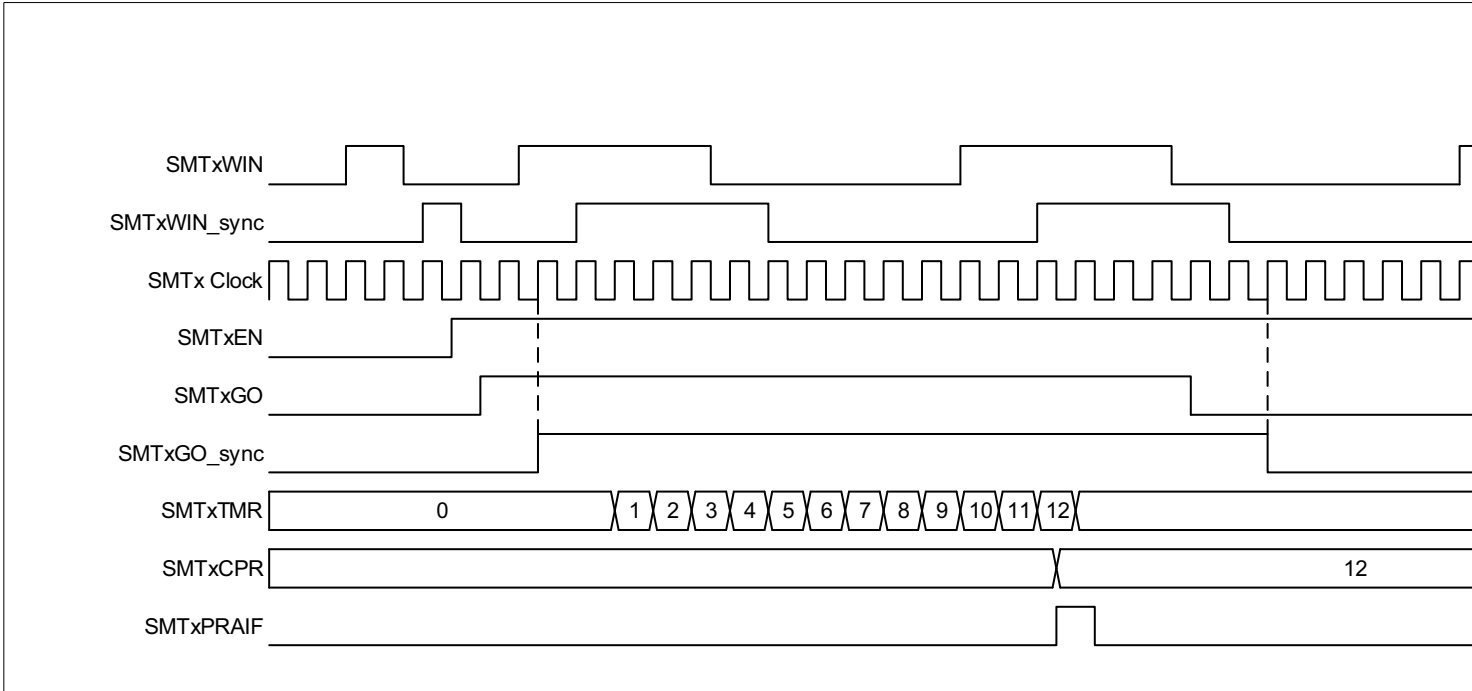 SMTxWIN
SMTxWIN_sync
SMTx Clock
SMTxEN
SMTxGO
SMTxGO_sync
SMTxTMR 0 1 2 3 4 5 6 7 8 9 10 11 12
SMTxCPR 12
SMTxPRAIF